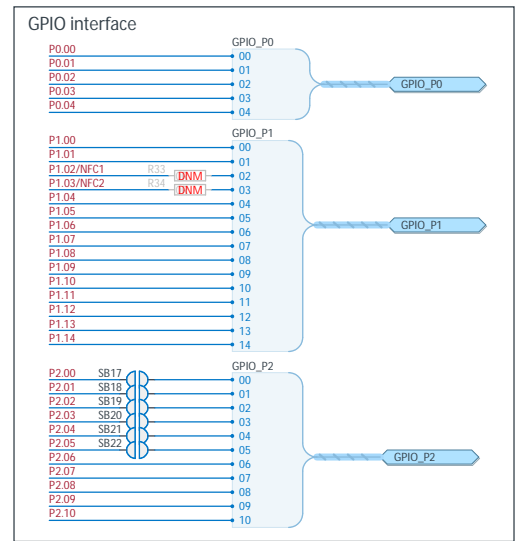 GPIO interface
GPIO_P0
P0.00 00
P0.01 01
P0.02 02 GPIO_P0
P0.03 03
P0.04 04
GPIO_P1
P1.00 00
P1.01 01
P1.02/NFC1 R33 DNM 02
P1.03/NFC2 R34 DNM 03
P1.04 04
P1.05 05
P1.06 06 GPIO_P1
P1.07 07
P1.08 08
P1.09 09
P1.10 10
P1.11 11
P1.12 12
P1.13 13
P1.14 14
GPIO_P2
P2.00 SB17 00
P2.01 SB18 01
P2.02 SB19 02
P2.03 SB20 03
P2.04 SB21 04
P2.05 SB22 05
P2.06 06 GPIO_P2
P2.07 07
P2.08 08
P2.09 09
P2.10 10